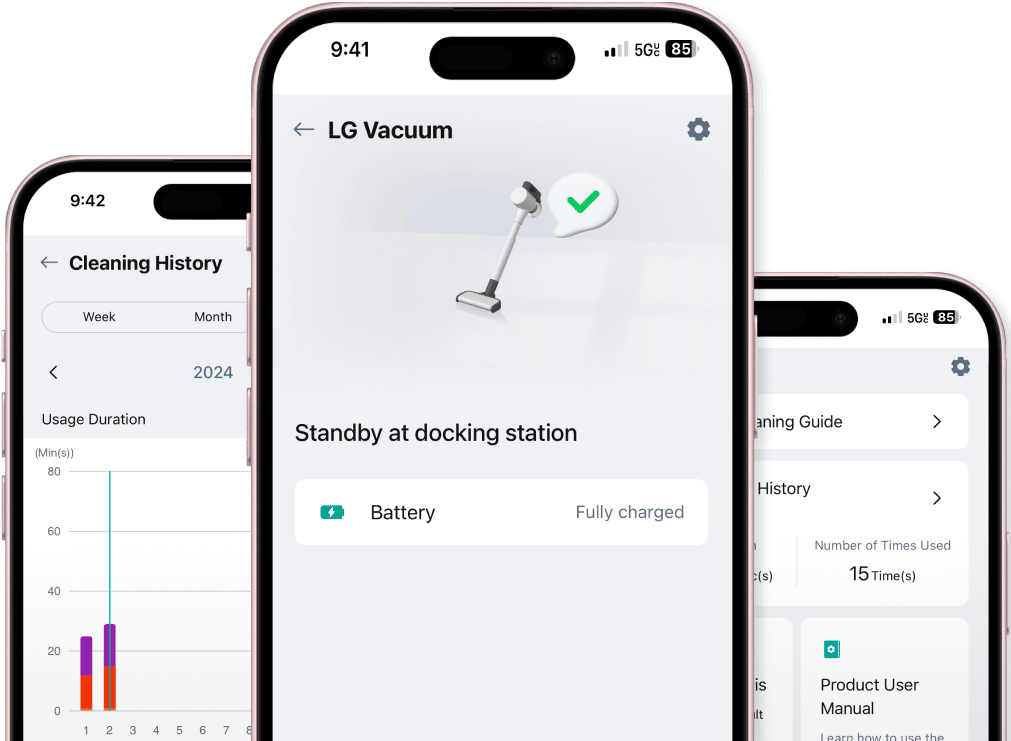 9:41
5G UC 85
LG Vacuum
Standby at docking station
Battery
Fully charged
9:42
Cleaning History
Week
Month
2024
Usage Duration
(Min(s))
80
60
40
20
0
1 2 3 4 5 6 7 8
5G UC 85
aning Guide
History
Number of Times Used
c(s)
15 Time(s)
is
lt
Product User
Manual
Learn how to use the